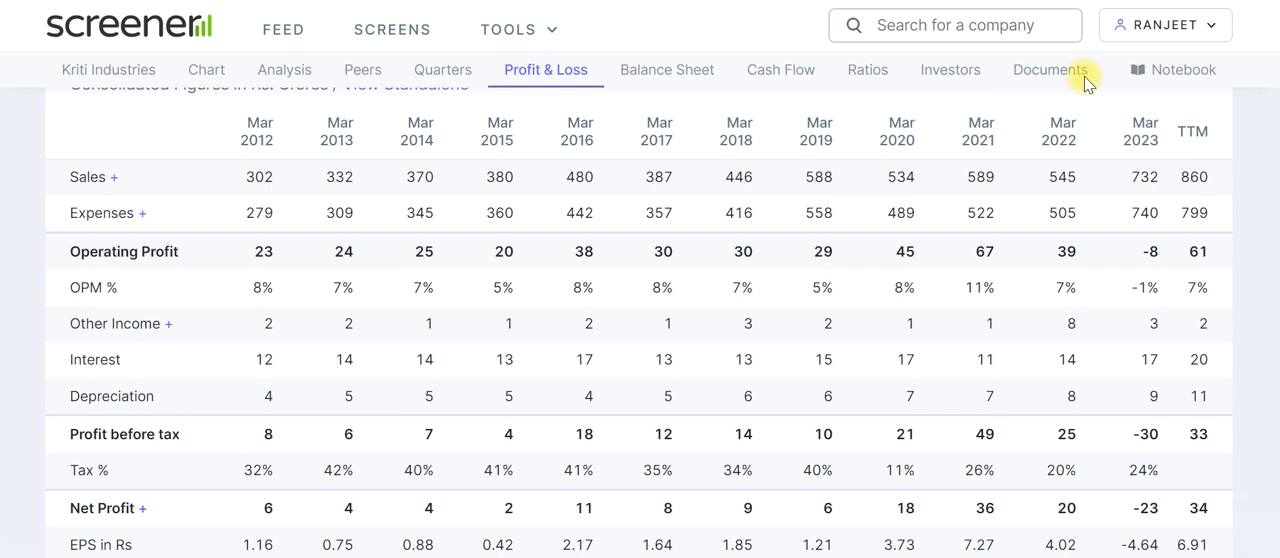 screener
FEED SCREENS TOOLS
Search for a company
RANJEET
Kriti Industries Chart Analysis Peers Quarters Profit & Loss Balance Sheet Cash Flow Ratios Investors Documents Notebook
Consolidated Figures in Rs. Crores / View Standalone
Mar 2012 Mar 2013 Mar 2014 Mar 2015 Mar 2016 Mar 2017 Mar 2018 Mar 2019 Mar 2020 Mar 2021 Mar 2022 Mar 2023 TTM
Sales + 302 332 370 380 480 387 446 588 534 589 545 732 860
Expenses + 279 309 345 360 442 357 416 558 489 522 505 740 799
Operating Profit 23 24 25 20 38 30 30 29 45 67 39 -8 61
OPM % 8% 7% 7% 5% 8% 8% 7% 5% 8% 11% 7% -1% 7%
Other Income + 2 2 1 1 2 1 3 2 1 1 8 3 2
Interest 12 14 14 13 17 13 13 15 17 11 14 17 20
Depreciation 4 5 5 5 4 5 6 6 7 7 8 9 11
Profit before tax 8 6 7 4 18 12 14 10 21 49 25 -30 33
Tax % 32% 42% 40% 41% 41% 35% 34% 40% 11% 26% 20% 24%
Net Profit + 6 4 4 2 11 8 9 6 18 36 20 -23 34
EPS in Rs 1.16 0.75 0.88 0.42 2.17 1.64 1.85 1.21 3.73 7.27 4.02 -4.64 6.91